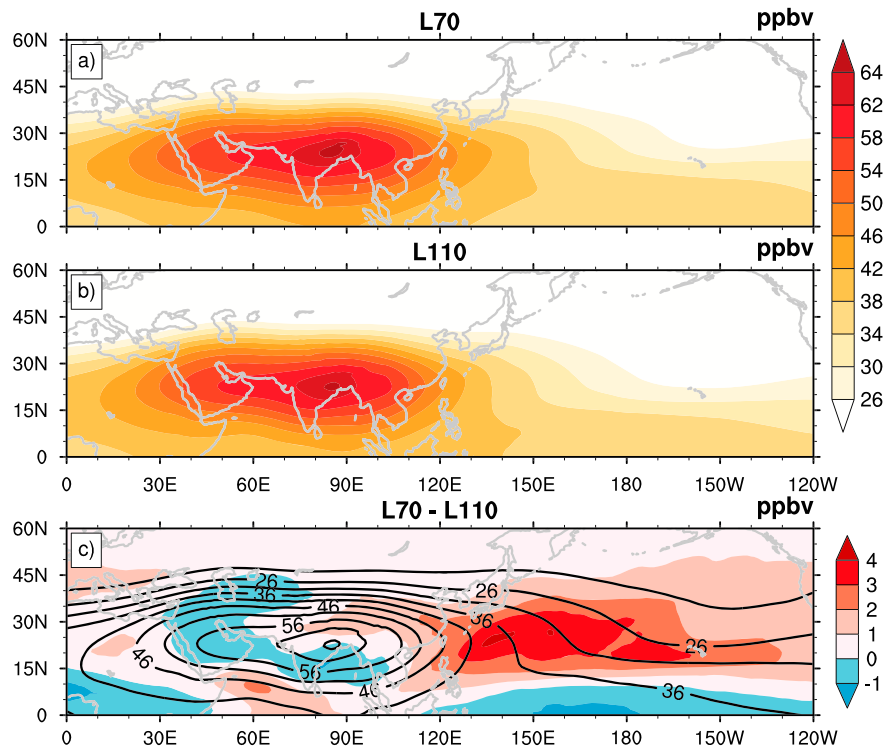 L70 ppbv
a)
60N
45N
30N
15N
0
64
62
58
54
50
46
42
38
34
30
26
L110 ppbv
b)
60N
45N
30N
15N
0
0 30E 60E 90E 120E 150E 180 150W 120W
L70 - L110 ppbv
c)
60N
45N
30N
15N
0
26 36 46 56 46 56 46 26 36 26 36
4
3
2
1
0
-1
0 30E 60E 90E 120E 150E 180 150W 120W